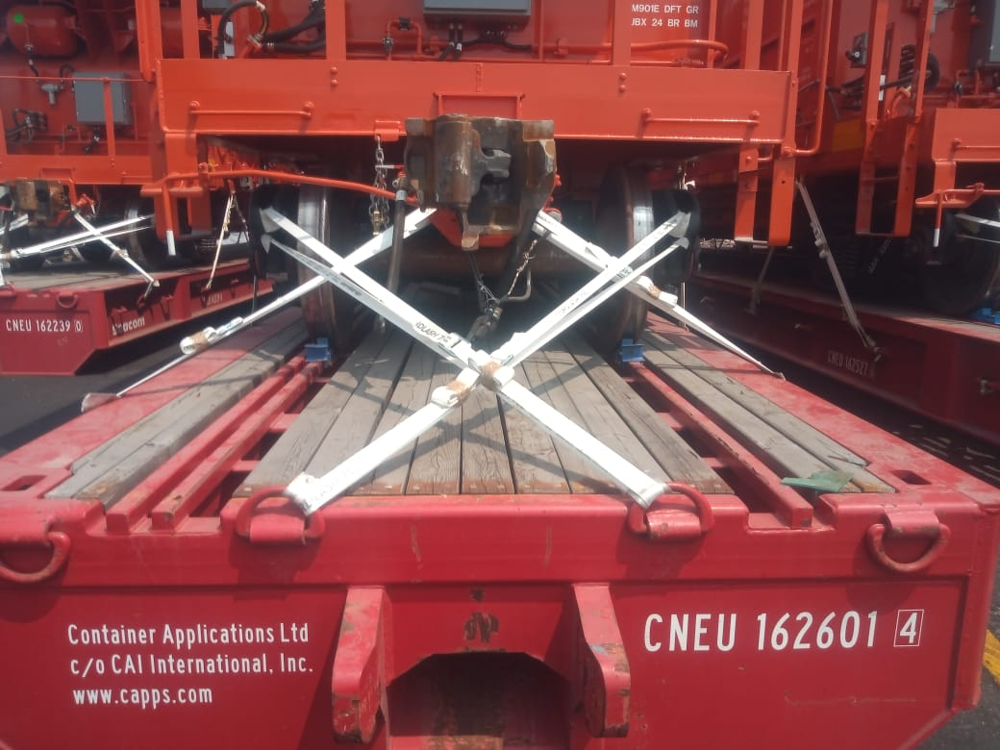 M901E DFT GR
JBX 24 BR BM
CNEU 162239 0
CNEU 162527
Container Applications Ltd
c/o CAI International, Inc.
www.capps.com
CNEU 162601 4